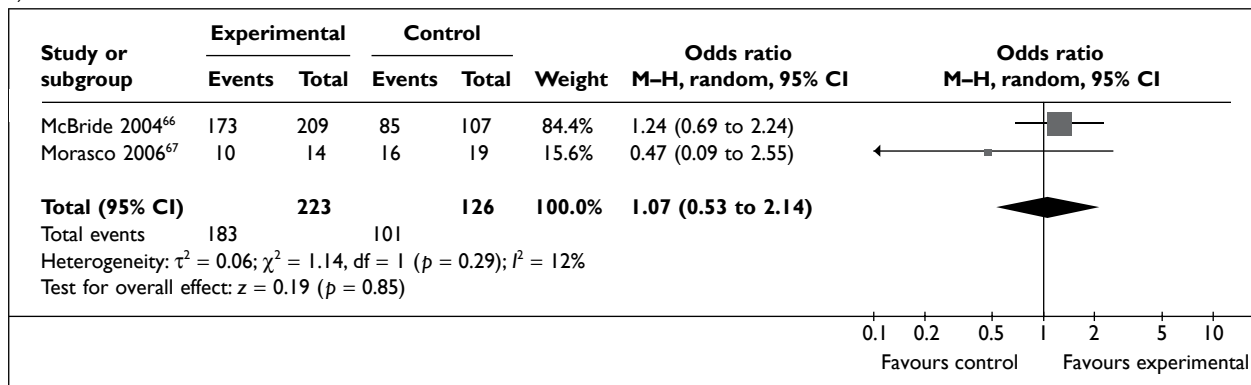 Experimental Control
Study or subgroup Events Total Events Total Weight Odds ratio M–H, random, 95% CI Odds ratio M–H, random, 95% CI
McBride 2004⁶⁶ 173 209 85 107 84.4% 1.24 (0.69 to 2.24)
Morasco 2006⁶⁷ 10 14 16 19 15.6% 0.47 (0.09 to 2.55)
Total (95% CI) 223 126 100.0% 1.07 (0.53 to 2.14)
Total events 183 101
Heterogeneity: τ² = 0.06; χ² = 1.14, df = 1 (p = 0.29); I² = 12%
Test for overall effect: z = 0.19 (p = 0.85)
0.1 0.2 0.5 1 2 5 10
Favours control Favours experimental